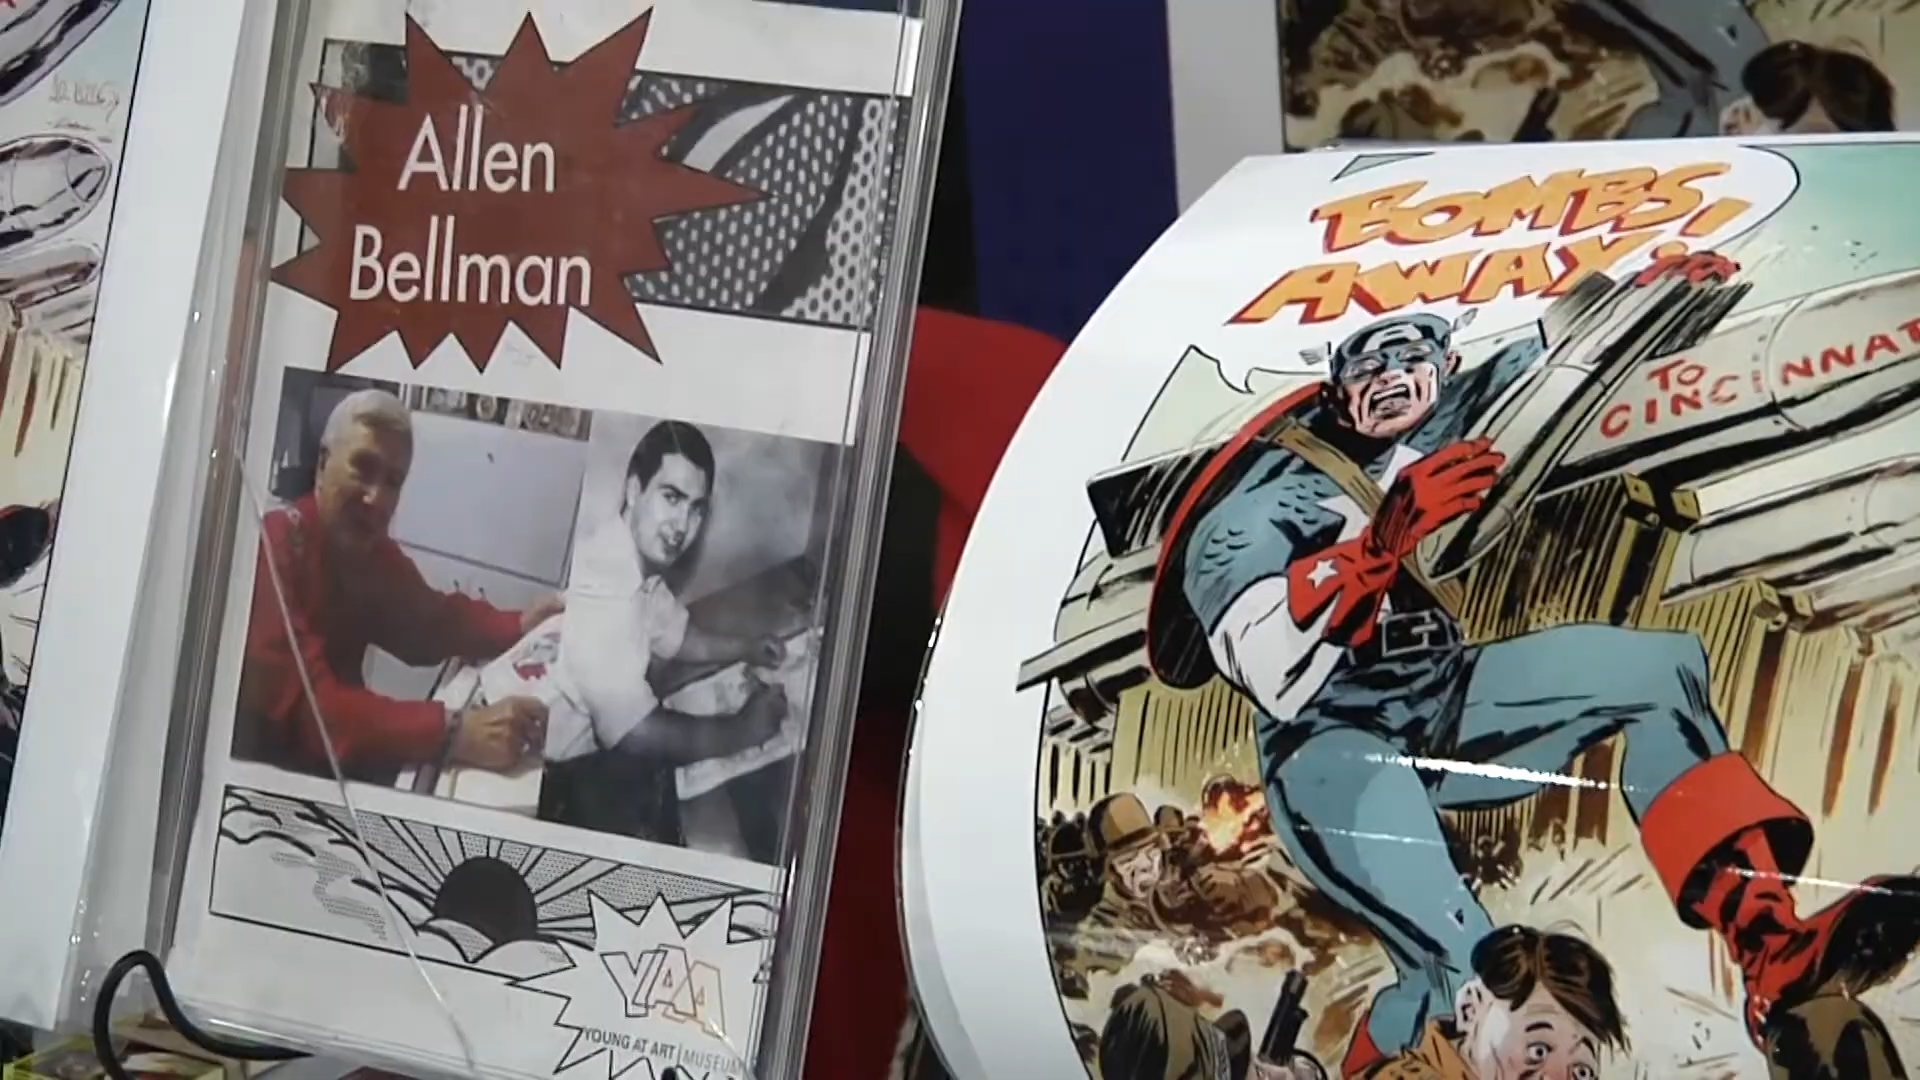 Allen
Bellman
YAA
YOUNG AT ART | MUSEUM
BOMBS
AWAY!
TO
CINCINNAT